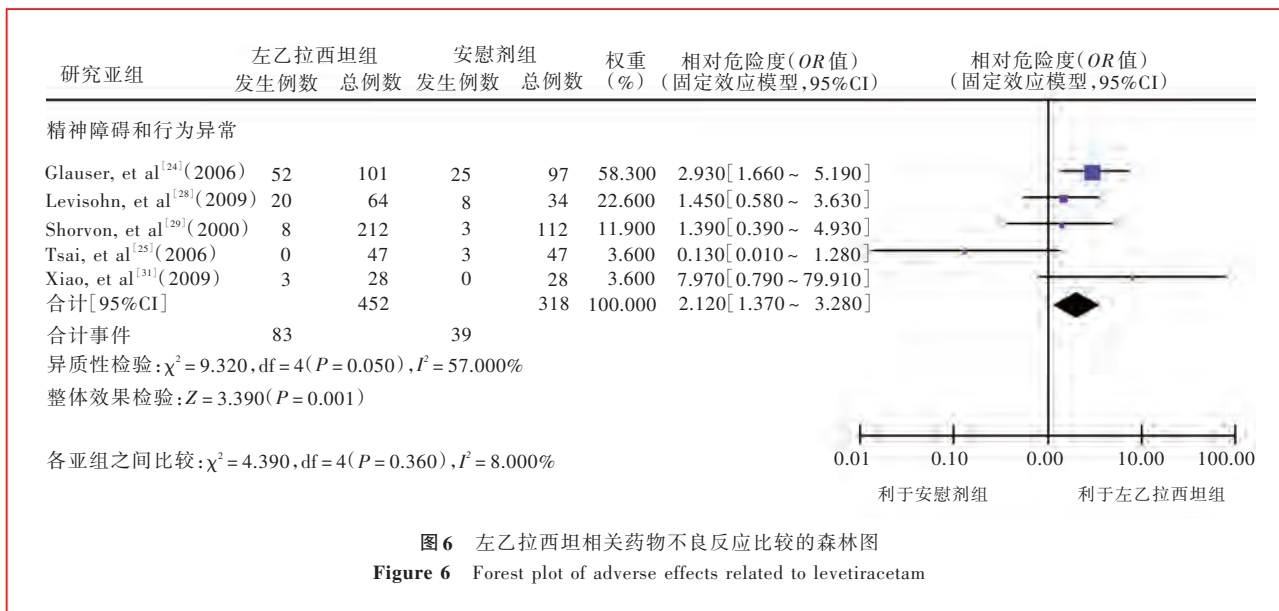 研究亚组 左乙拉西坦组 安慰剂组 权重 相对危险度(OR值) 相对危险度(OR值)
发生例数 总例数 发生例数 总例数 (%) (固定效应模型,95%CI) (固定效应模型,95%CI)
精神障碍和行为异常
Glauser, et al[24](2006) 52 101 25 97 58.300 2.930[1.660~ 5.190]
Levisohn, et al[28](2009) 20 64 8 34 22.600 1.450[0.580~ 3.630]
Shorvon, et al[29](2000) 8 212 3 112 11.900 1.390[0.390~ 4.930]
Tsai, et al[25](2006) 0 47 3 47 3.600 0.130[0.010~ 1.280]
Xiao, et al[31](2009) 3 28 0 28 3.600 7.970[0.790~79.910]
合计[95%CI] 452 318 100.000 2.120[1.370~ 3.280]
合计事件 83 39
异质性检验:χ²=9.320,df=4(P=0.050),I²=57.000%
整体效果检验:Z=3.390(P=0.001)
各亚组之间比较:χ²=4.390,df=4(P=0.360),I²=8.000%
0.01 0.10 0.00 10.00 100.00
利于安慰剂组 利于左乙拉西坦组
图6 左乙拉西坦相关药物不良反应比较的森林图
Figure 6 Forest plot of adverse effects related to levetiracetam